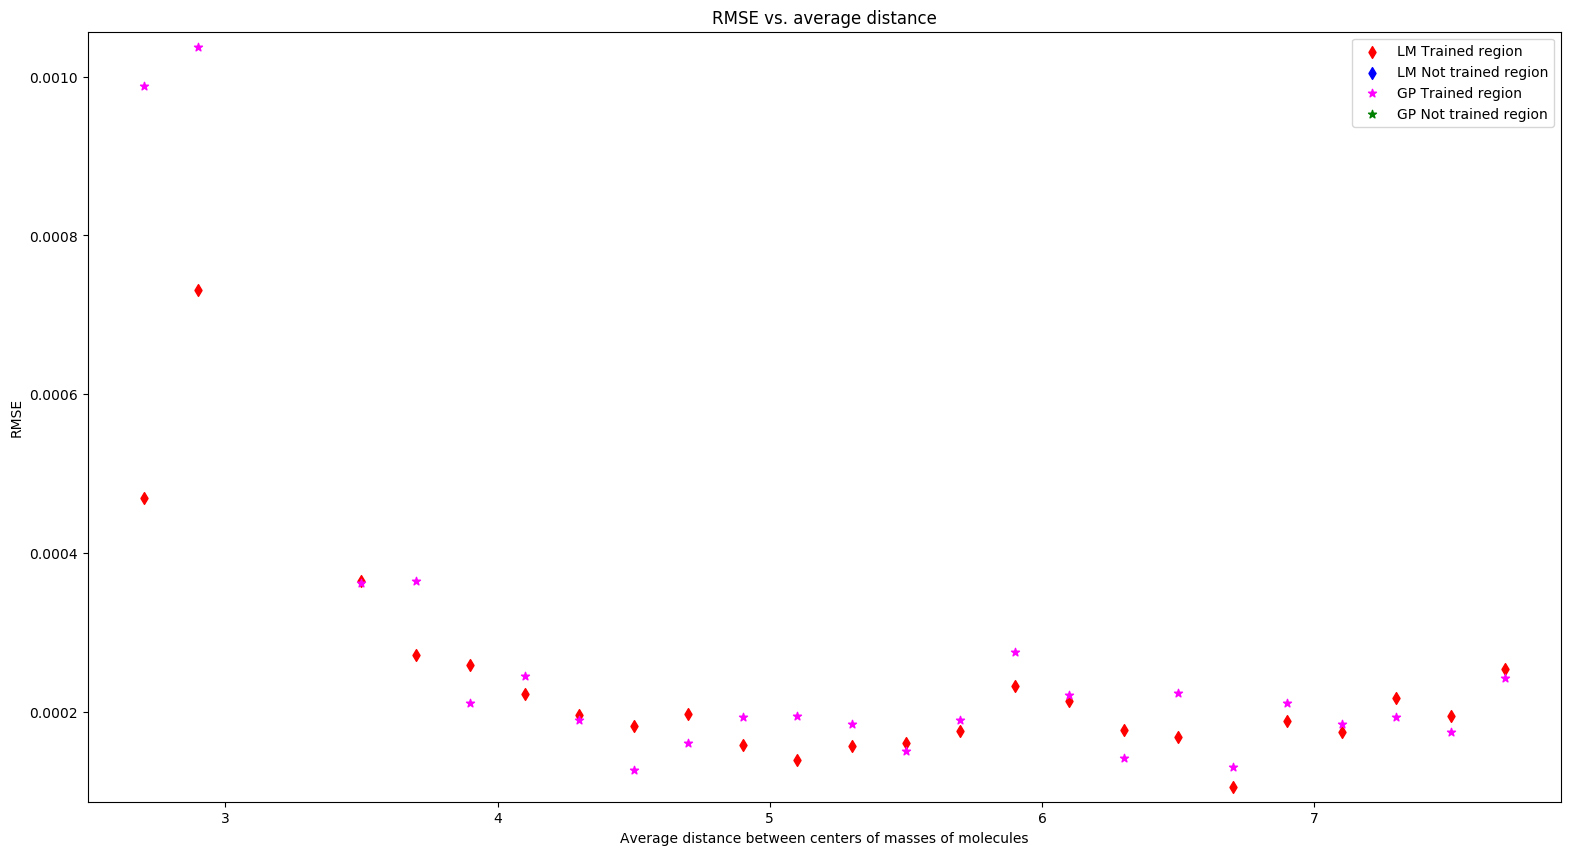 RMSE vs. average distance
LM Trained region
LM Not trained region
GP Trained region
GP Not trained region
0.0010
0.0008
0.0006
0.0004
0.0002
RMSE
3 4 5 6 7
Average distance between centers of masses of molecules